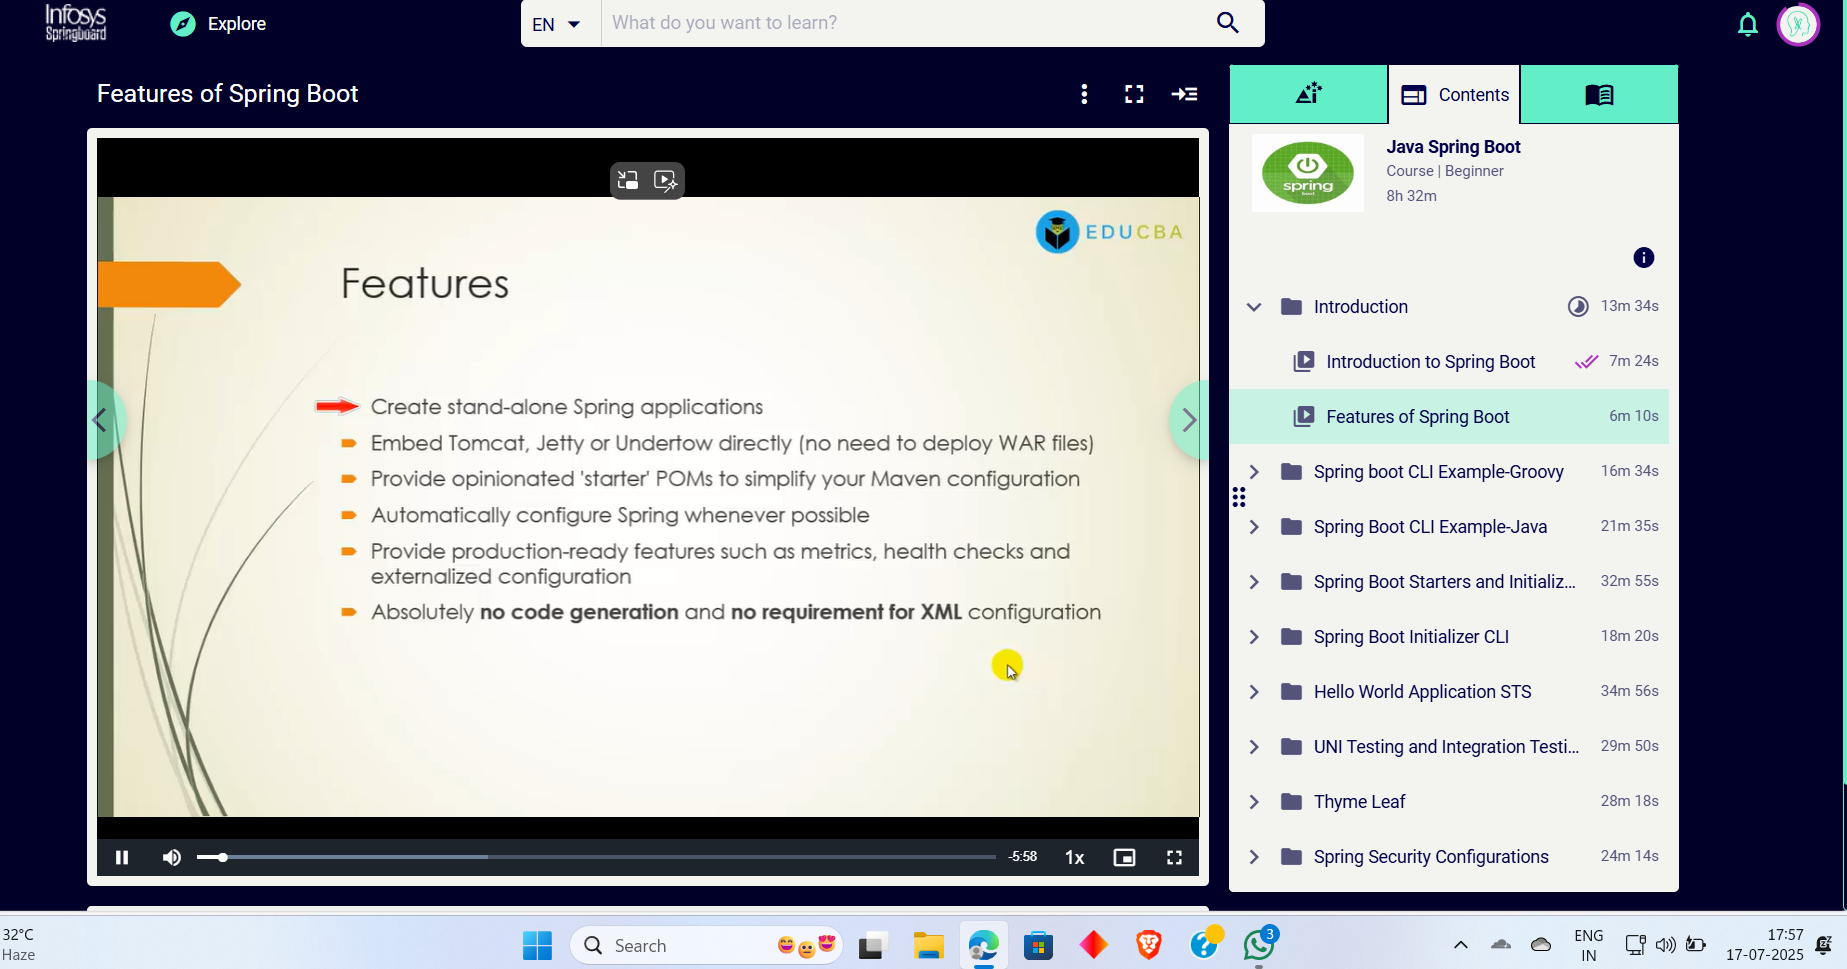 Infosys
Springboard
Explore
EN
What do you want to learn?
Features of Spring Boot
EDUCBA
Features
Create stand-alone Spring applications
Embed Tomcat, Jetty or Undertow directly (no need to deploy WAR files)
Provide opinionated 'starter' POMs to simplify your Maven configuration
Automatically configure Spring whenever possible
Provide production-ready features such as metrics, health checks and
externalized configuration
Absolutely no code generation and no requirement for XML configuration
-5:58
1x
Ai
Contents
spring
boot
Java Spring Boot
Course | Beginner
8h 32m
Introduction
13m 34s
Introduction to Spring Boot
7m 24s
Features of Spring Boot
6m 10s
Spring boot CLI Example-Groovy
16m 34s
Spring Boot CLI Example-Java
21m 35s
Spring Boot Starters and Initializ...
32m 55s
Spring Boot Initializer CLI
18m 20s
Hello World Application STS
34m 56s
UNI Testing and Integration Testi...
29m 50s
Thyme Leaf
28m 18s
Spring Security Configurations
24m 14s
32°C
Haze
Search
3
ENG
IN
17:57
17-07-2025